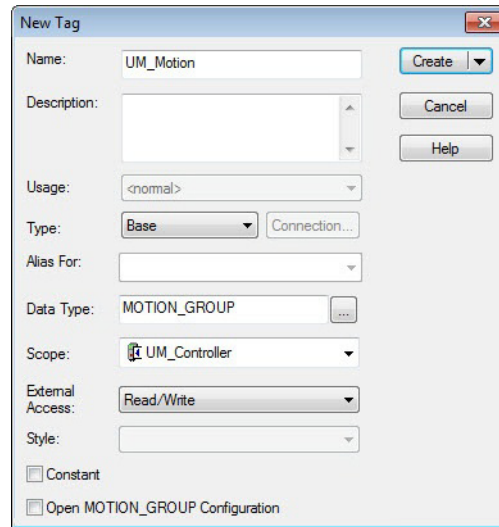 New Tag
Name: UM_Motion Create
Description: Cancel
Help
Usage: <normal>
Type: Base Connection...
Alias For:
Data Type: MOTION_GROUP ...
Scope: UM_Controller
External
Access: Read/Write
Style:
Constant
Open MOTION_GROUP Configuration